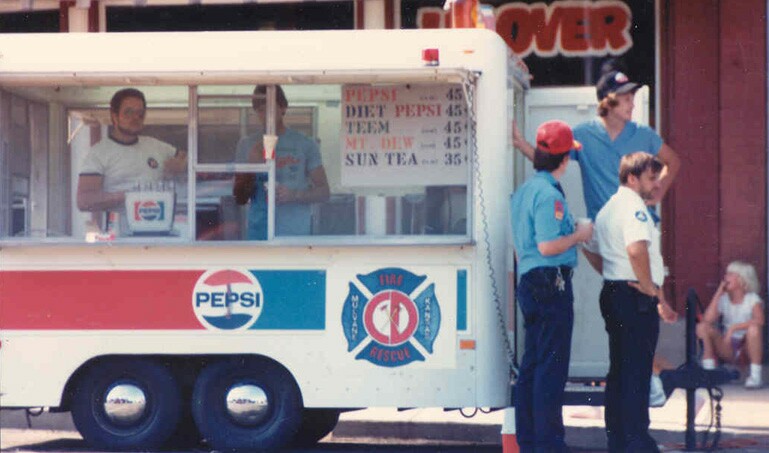 OVER
PEPSI 45¢
DIET PEPSI 45¢
TEEM 45¢
MT. DEW 45¢
SUN TEA 35¢
PEPSI
PEPSI
FIRE
MULVANE KANSAS
RESCUE